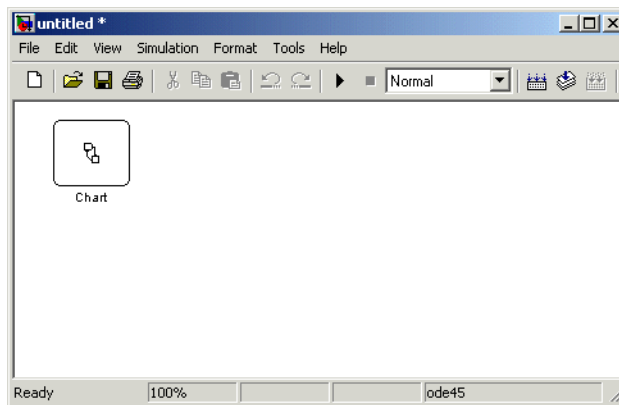 untitled *
File Edit View Simulation Format Tools Help
Normal
Chart
Ready 100% ode45